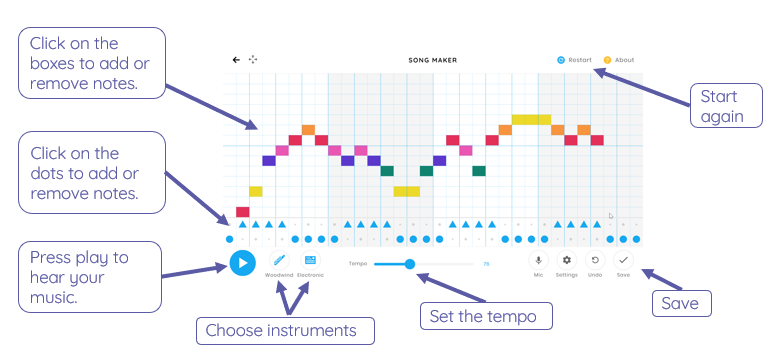 Click on the
boxes to add or
remove notes.
SONG MAKER
Restart
About
Start
again
Click on the
dots to add or
remove notes.
Press play to
hear your
music.
Woodwind
Electronic
Tempo
78
Mic
Settings
Undo
Save
Choose instruments
Set the tempo
Save